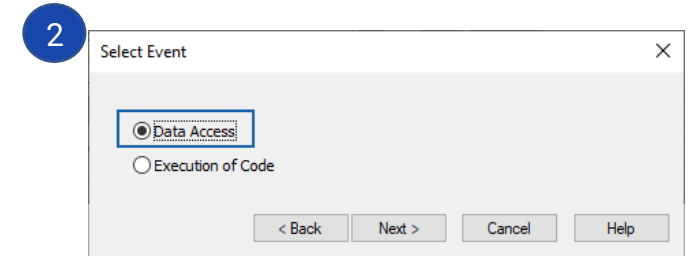 2
Select Event
Data Access
Execution of Code
< Back Next > Cancel Help